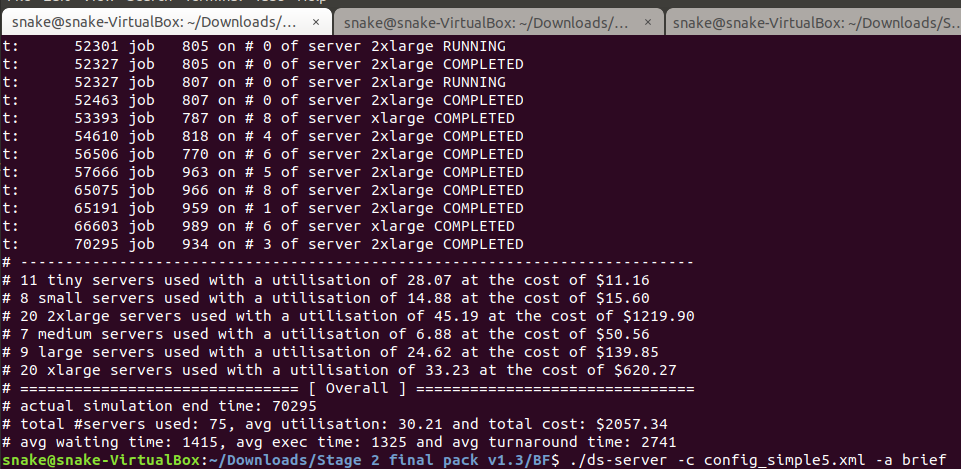 snake@snake-VirtualBox: ~/Downloads/... × snake@snake-VirtualBox: ~/Downloads/... × snake@snake-VirtualBox: ~/Downloads/S...
t: 52301 job 805 on # 0 of server 2xlarge RUNNING
t: 52327 job 805 on # 0 of server 2xlarge COMPLETED
t: 52327 job 807 on # 0 of server 2xlarge RUNNING
t: 52463 job 807 on # 0 of server 2xlarge COMPLETED
t: 53393 job 787 on # 8 of server xlarge COMPLETED
t: 54610 job 818 on # 4 of server 2xlarge COMPLETED
t: 56506 job 770 on # 6 of server 2xlarge COMPLETED
t: 57666 job 963 on # 5 of server 2xlarge COMPLETED
t: 65075 job 966 on # 8 of server 2xlarge COMPLETED
t: 65191 job 959 on # 1 of server 2xlarge COMPLETED
t: 66603 job 989 on # 6 of server xlarge COMPLETED
t: 70295 job 934 on # 3 of server 2xlarge COMPLETED
# ---------------------------------------------------------------------------
# 11 tiny servers used with a utilisation of 28.07 at the cost of $11.16
# 8 small servers used with a utilisation of 14.88 at the cost of $15.60
# 20 2xlarge servers used with a utilisation of 45.19 at the cost of $1219.90
# 7 medium servers used with a utilisation of 6.88 at the cost of $50.56
# 9 large servers used with a utilisation of 24.62 at the cost of $139.85
# 20 xlarge servers used with a utilisation of 33.23 at the cost of $620.27
# =============================== [ Overall ] ===============================
# actual simulation end time: 70295
# total #servers used: 75, avg utilisation: 30.21 and total cost: $2057.34
# avg waiting time: 1415, avg exec time: 1325 and avg turnaround time: 2741
snake@snake-VirtualBox:~/Downloads/Stage 2 final pack v1.3/BF$ ./ds-server -c config_simple5.xml -a brief